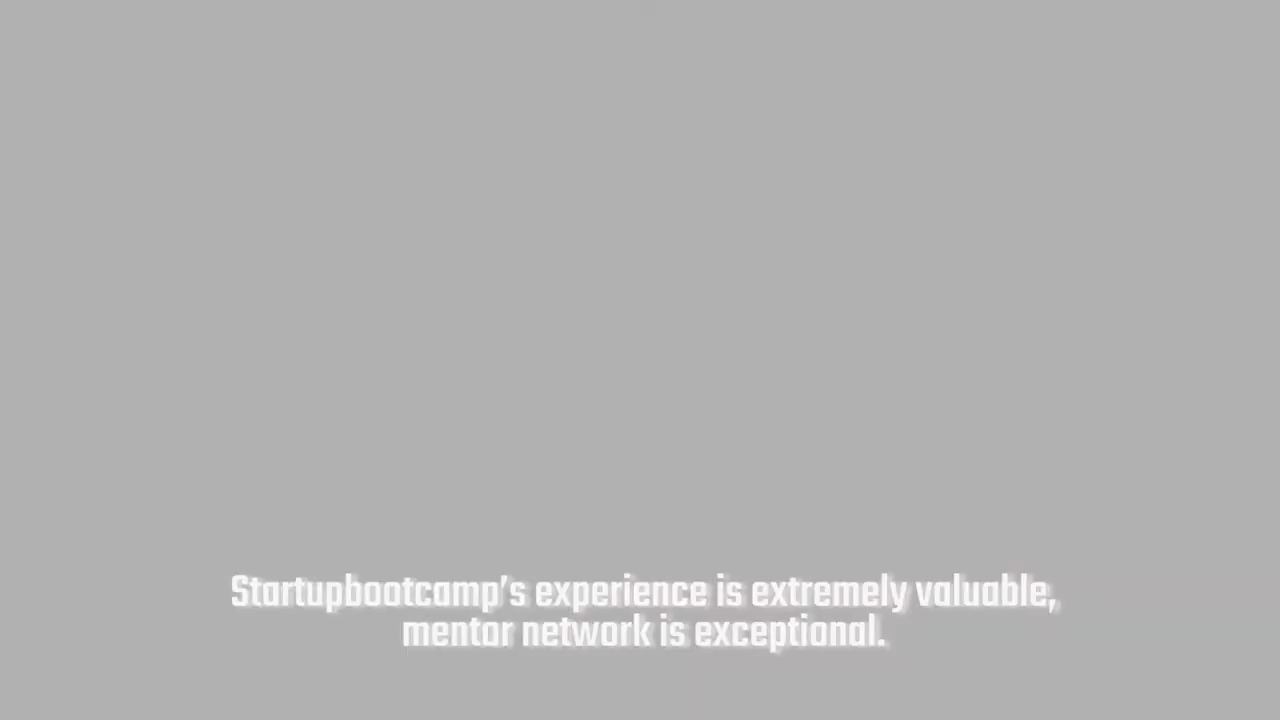 Startupbootcamp's experience is extremely valuable,
mentor network is exceptional.